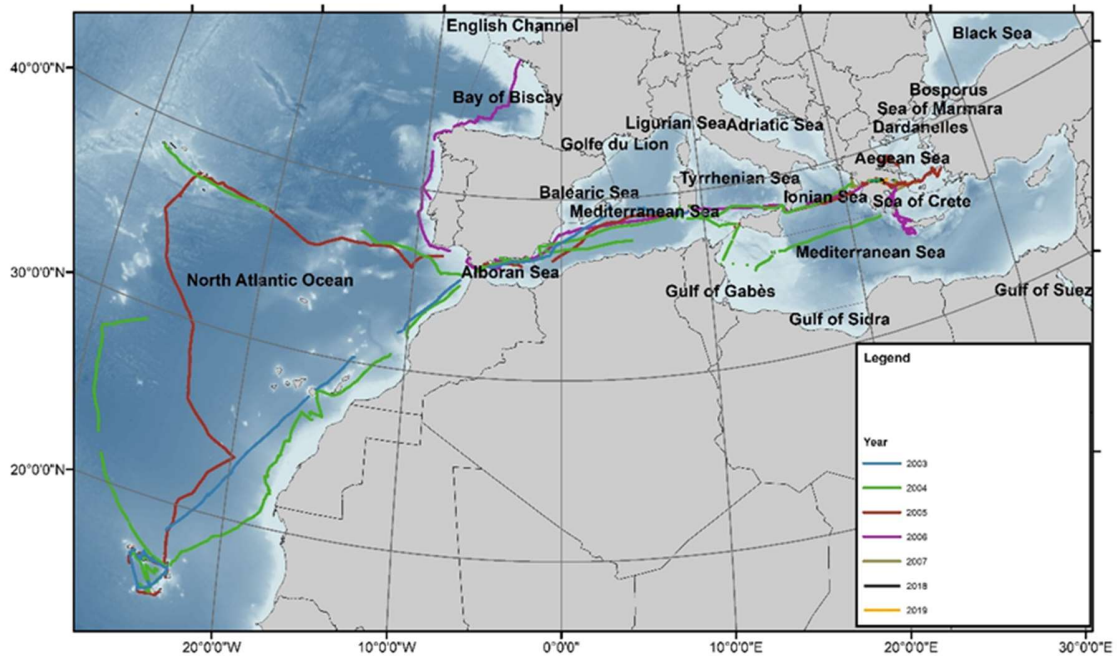 English Channel
Black Sea
40°0'0"N
Bay of Biscay
Bosporus
Sea of Marmara
Ligurian Sea
Adriatic Sea
Dardanelles
Golfe du Lion
Aegean Sea
Tyrrhenian Sea
Balearic Sea
Ionian Sea
Sea of Crete
Mediterranean Sea
Mediterranean Sea
30°0'0"N
Alboran Sea
North Atlantic Ocean
Gulf of Gabès
Gulf of Suez
Gulf of Sidra
Legend
Year
2003
2004
2005
2006
2007
2018
2019
20°0'0"N
20°0'0"W
10°0'0"W
0°0'0"
10°0'0"E
20°0'0"E
30°0'0"E